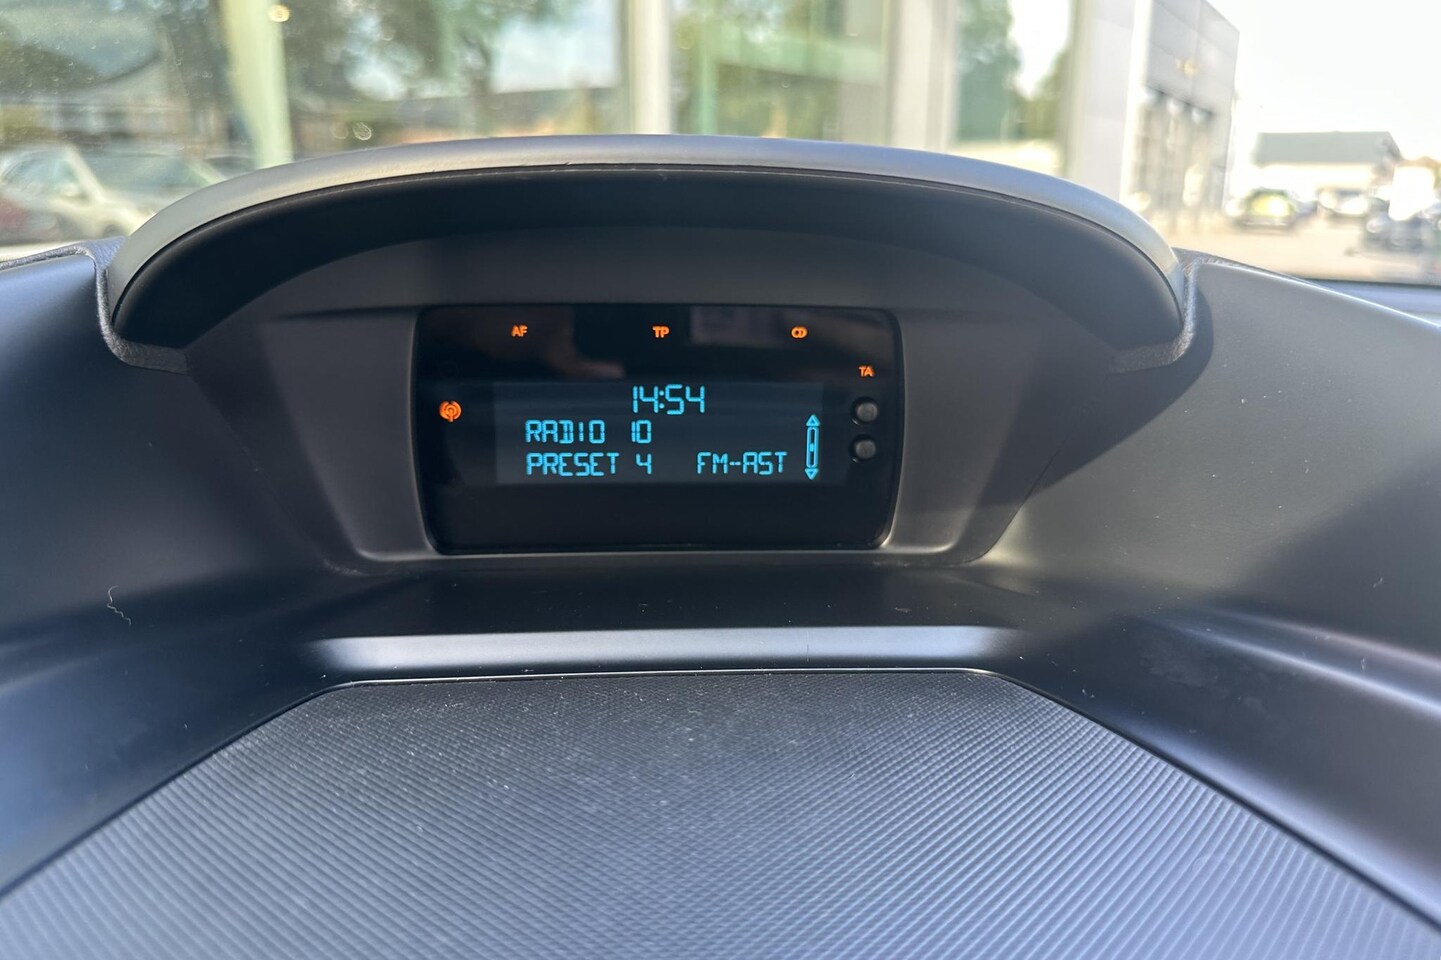 AF TP
TA
14:54
RADIO 10
PRESET 4 FM-AST